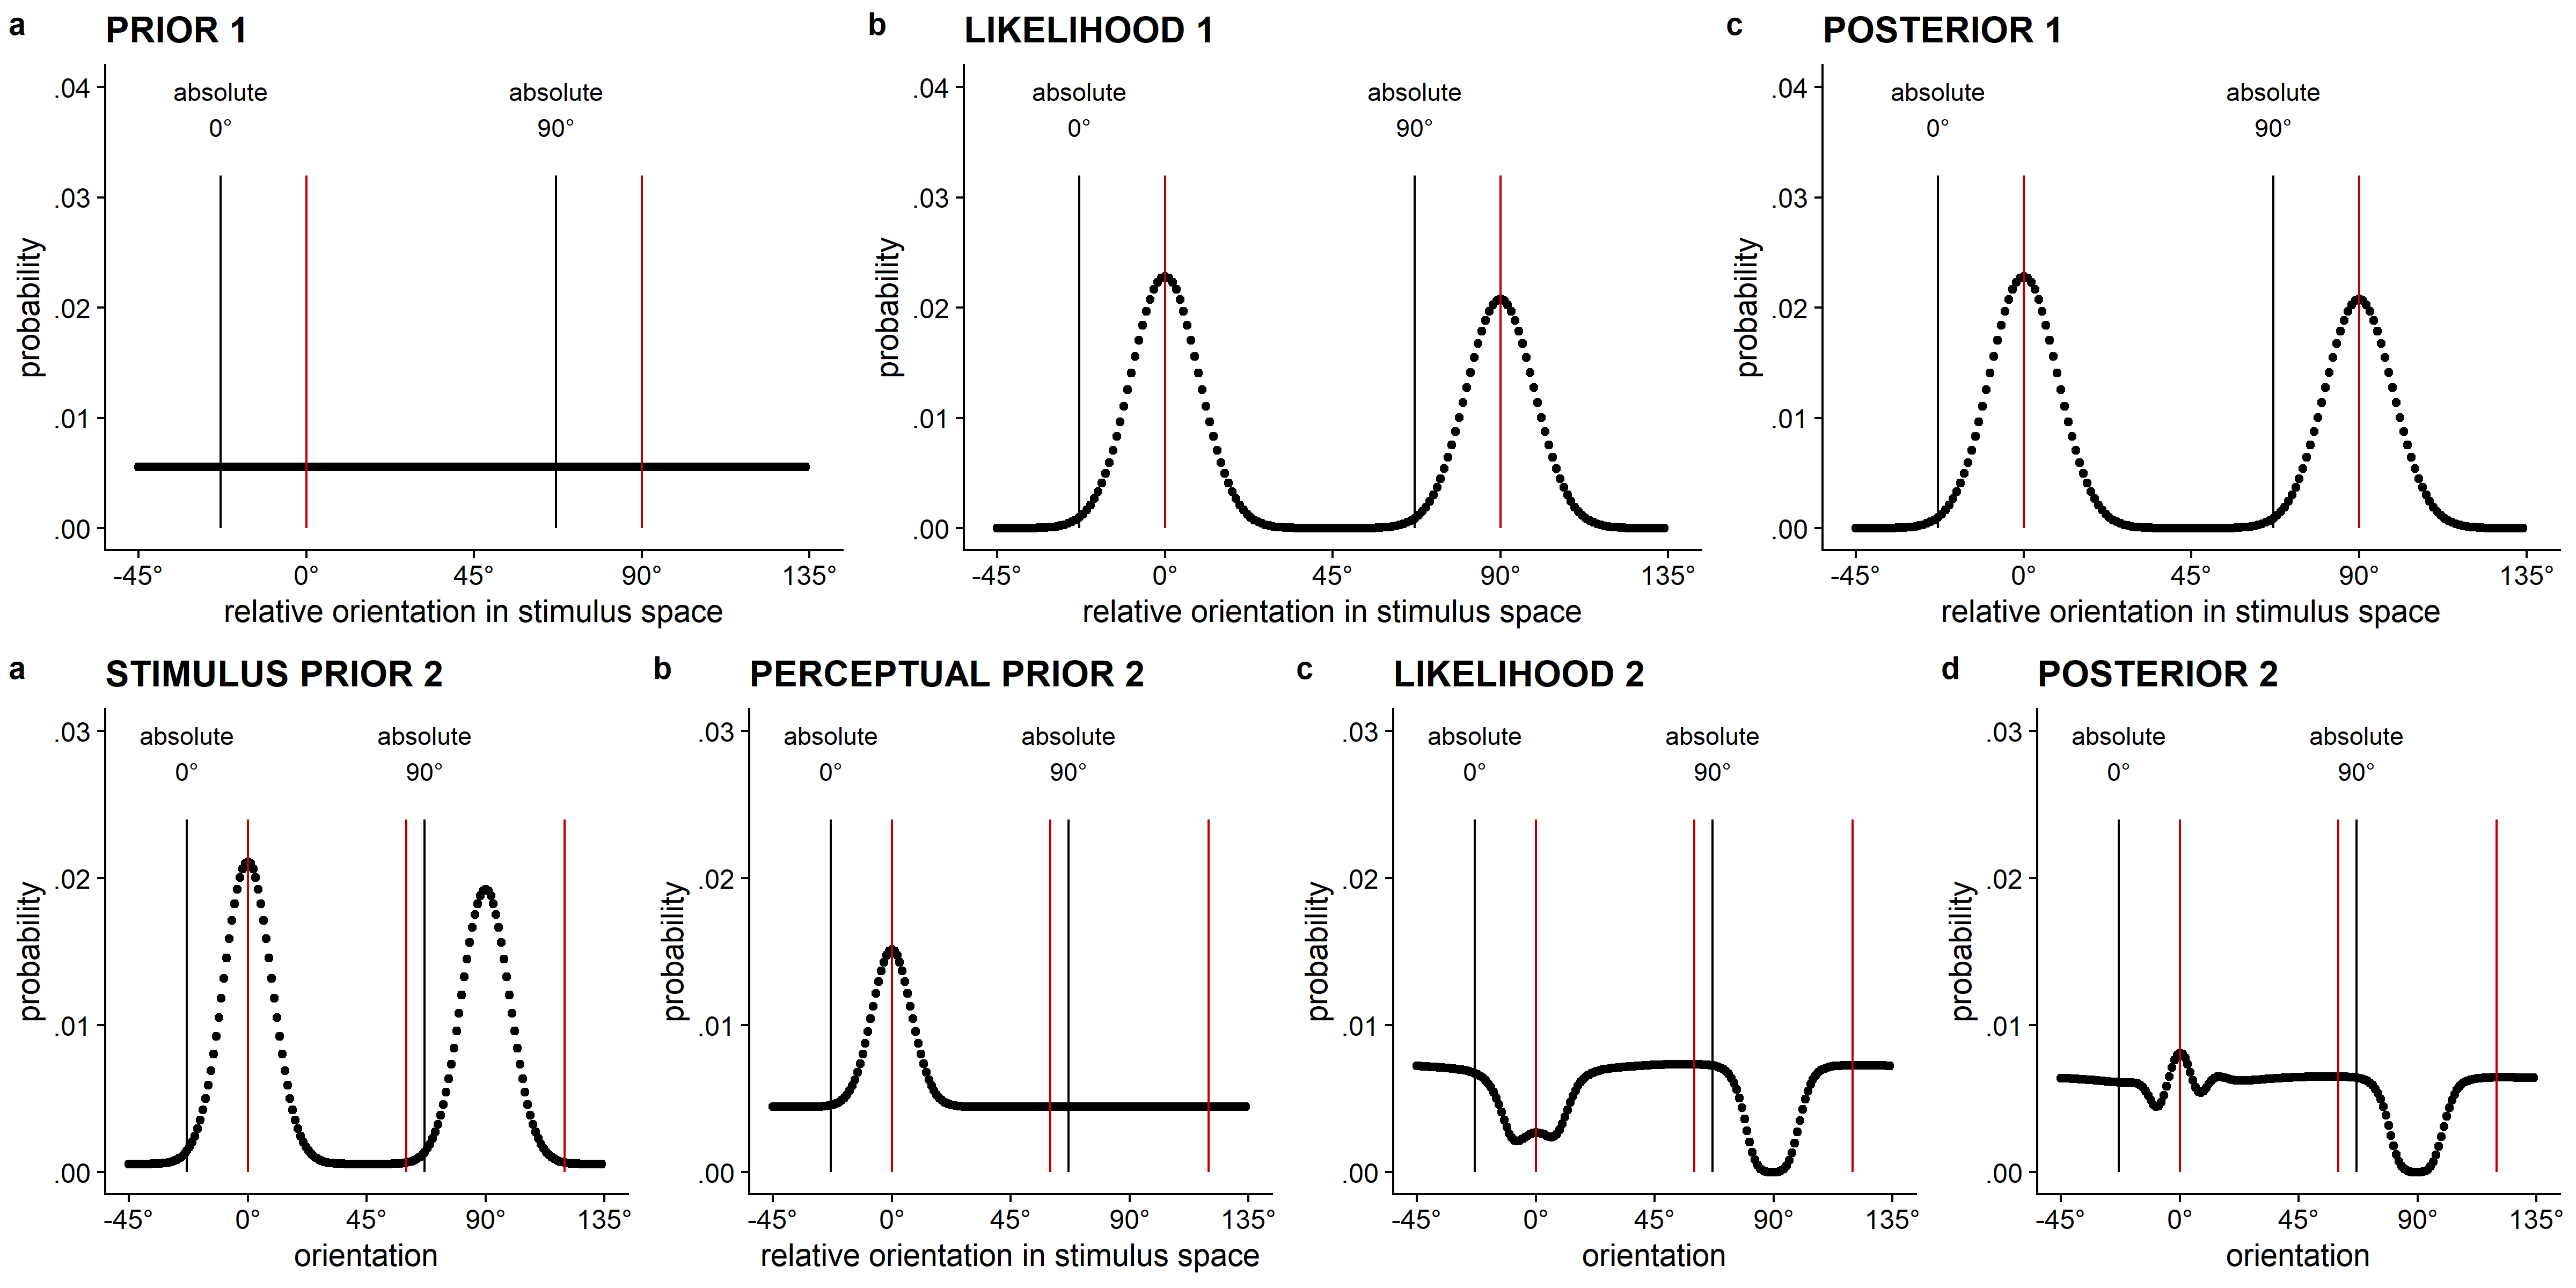 a PRIOR 1
absolute absolute
0° 90°
.04
.03
.02
.01
.00
probability
-45° 0° 45° 90° 135°
relative orientation in stimulus space
b LIKELIHOOD 1
absolute absolute
0° 90°
.04
.03
.02
.01
.00
probability
-45° 0° 45° 90° 135°
relative orientation in stimulus space
c POSTERIOR 1
absolute absolute
0° 90°
.04
.03
.02
.01
.00
probability
-45° 0° 45° 90° 135°
relative orientation in stimulus space
a STIMULUS PRIOR 2
absolute absolute
0° 90°
.03
.02
.01
.00
probability
-45° 0° 45° 90° 135°
orientation
b PERCEPTUAL PRIOR 2
absolute absolute
0° 90°
.03
.02
.01
.00
probability
-45° 0° 45° 90° 135°
relative orientation in stimulus space
c LIKELIHOOD 2
absolute absolute
0° 90°
.03
.02
.01
.00
probability
-45° 0° 45° 90° 135°
orientation
d POSTERIOR 2
absolute absolute
0° 90°
.03
.02
.01
.00
probability
-45° 0° 45° 90° 135°
orientation